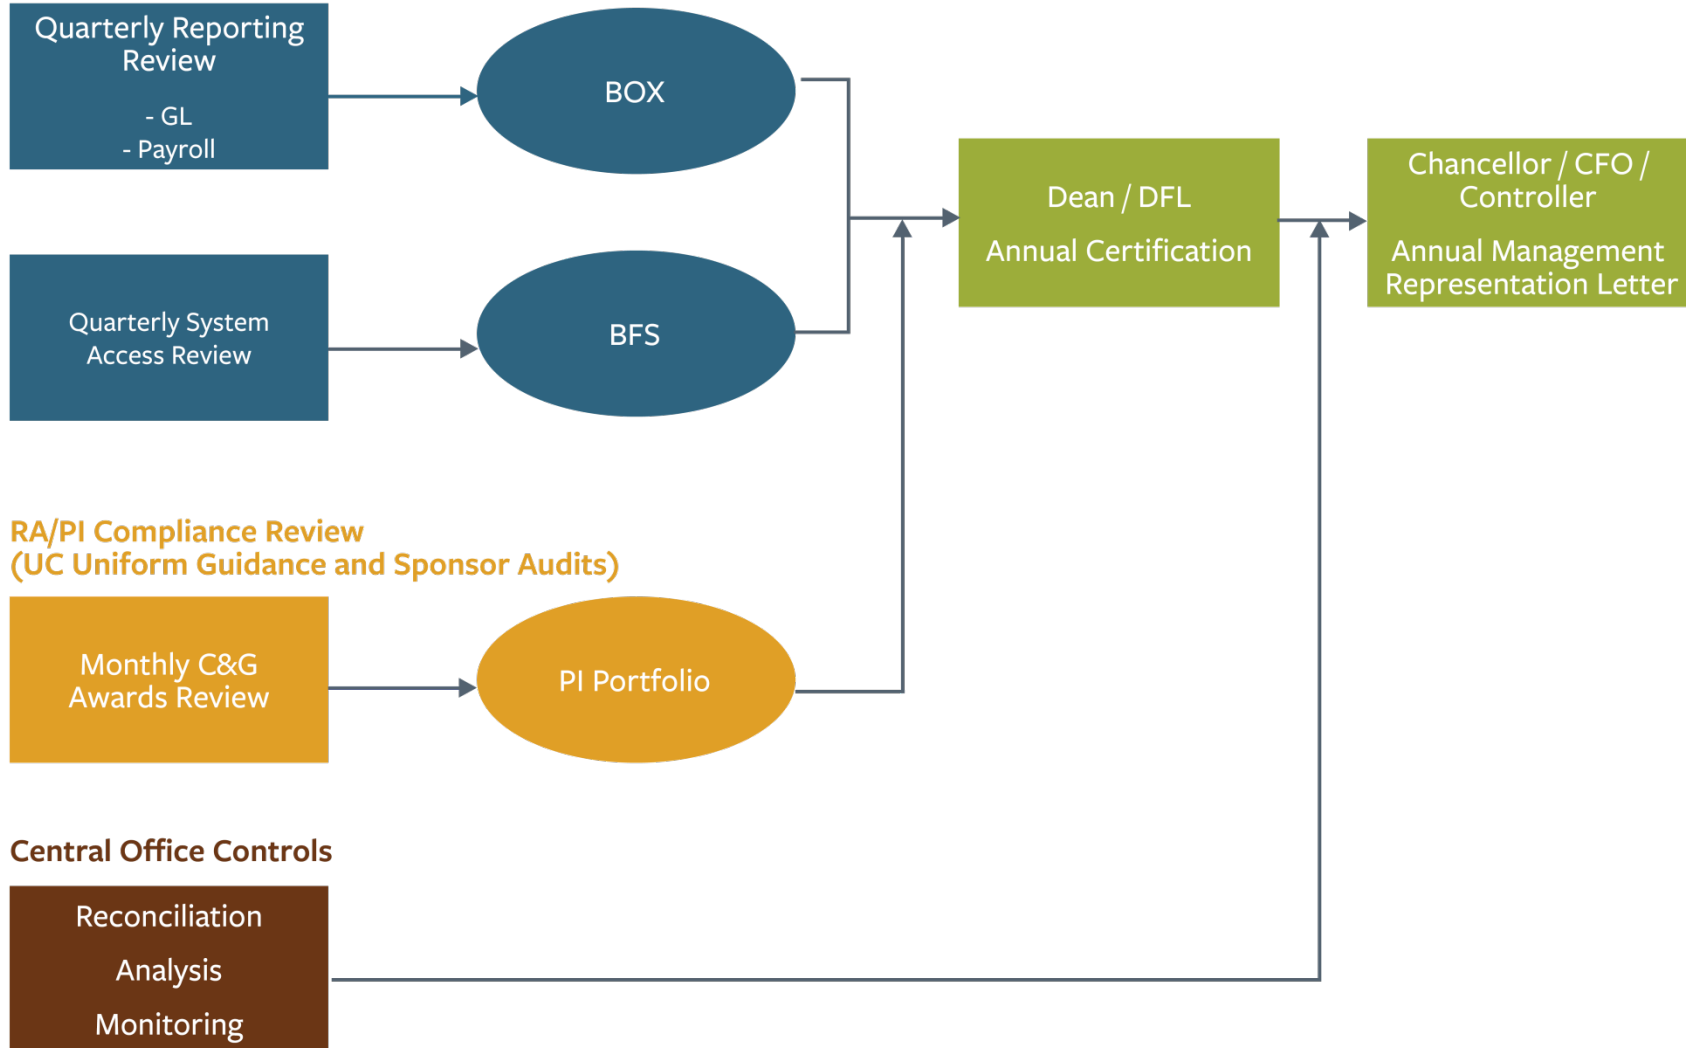 Quarterly Reporting
Review
- GL
- Payroll
BOX
Quarterly System
Access Review
BFS
Dean / DFL
Annual Certification
Chancellor / CFO /
Controller
Annual Management
Representation Letter
RA/PI Compliance Review
(UC Uniform Guidance and Sponsor Audits)
Monthly C&G
Awards Review
PI Portfolio
Central Office Controls
Reconciliation
Analysis
Monitoring